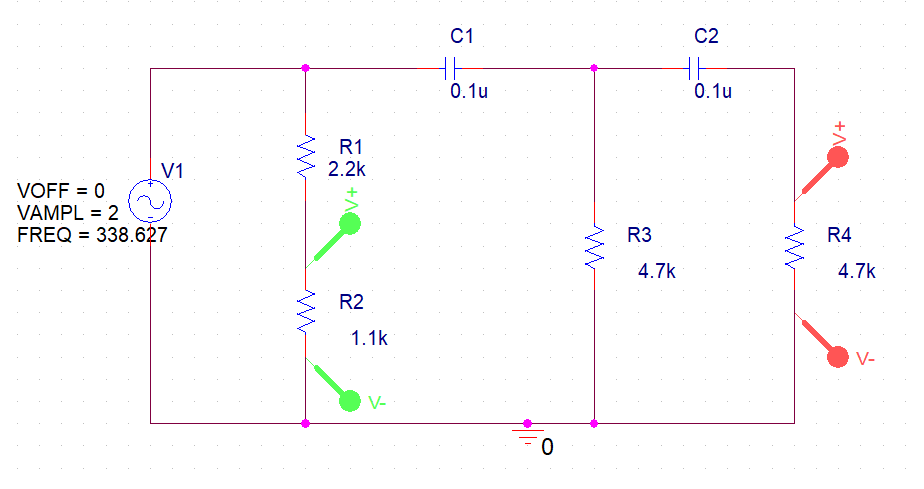 C1
0.1u
C2
0.1u
V1
VOFF = 0
VAMPL = 2
FREQ = 338.627
R1
2.2k
V+
R2
1.1k
V-
R3
4.7k
V+
R4
4.7k
V-
0